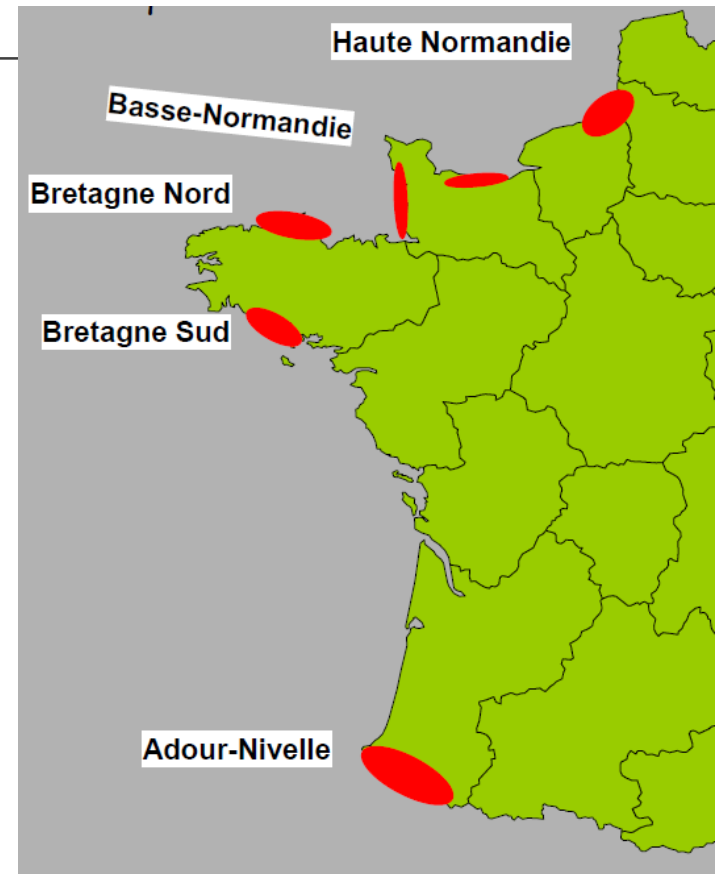 Haute Normandie
Basse-Normandie
Bretagne Nord
Bretagne Sud
Adour-Nivelle